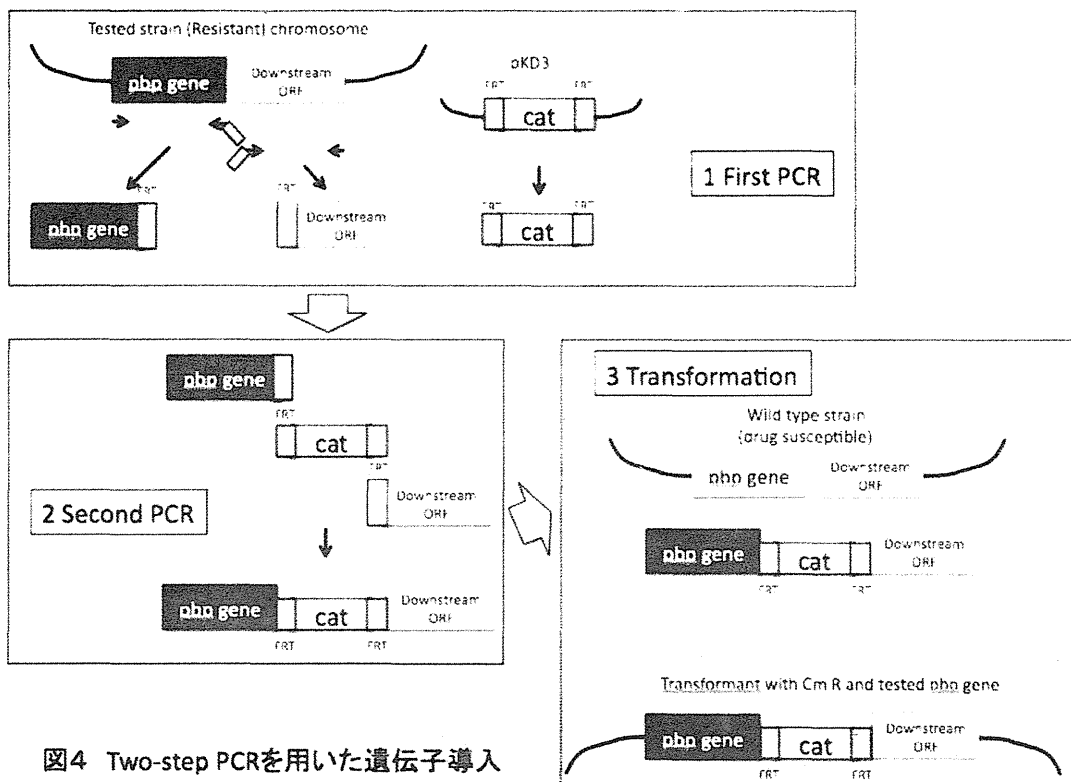 Tested strain (Resistant) chromosome
pbp gene
Downstream
ORF
pKD3
FRT
FRT
cat
1 First PCR
FRT
pbp gene
FRT
Downstream
ORF
FRT
FRT
cat
pbp gene
FRT
cat
FRT
2 Second PCR
Downstream
ORF
pbp gene
cat
Downstream
ORF
FRT
FRT
3 Transformation
Wild type strain
(drug susceptible)
pbp gene
Downstream
ORF
pbp gene
cat
Downstream
ORF
FRT
FRT
Transformant with Cm R and tested pbp gene
pbp gene
cat
Downstream
ORF
FRT
FRT
図4 Two-step PCRを用いた遺伝子導入